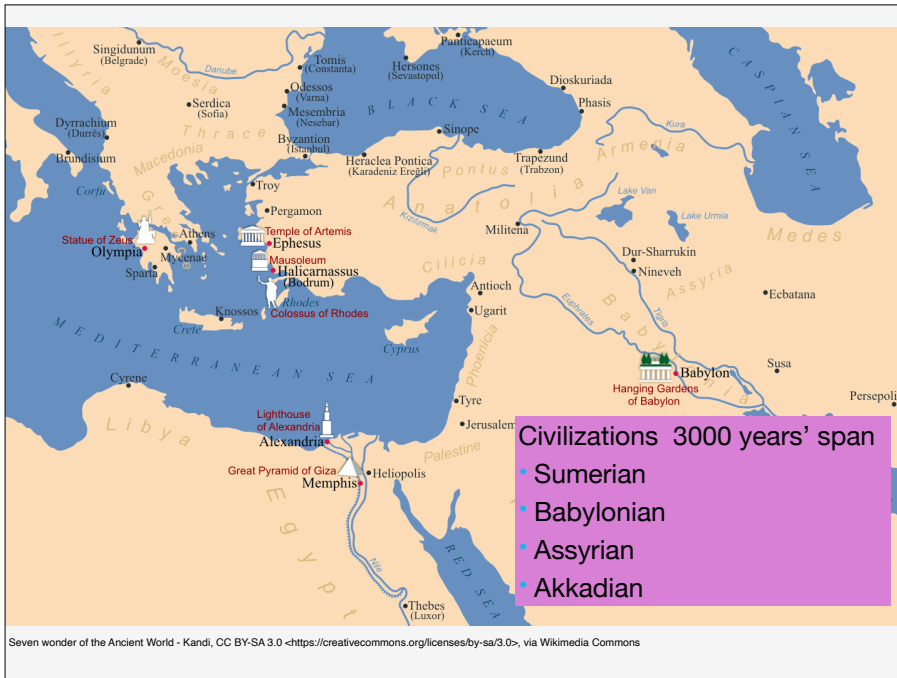 Singidunum
(Belgrade)
Illyria
Moesia
Danube
Tomis
(Constanta)
Odessos
(Varna)
Mesembria
(Nesebar)
Serdica
(Sofia)
Thrace
Byzantion
(Istanbul)
Dyrrachium
(Durrës)
Brundisium
Macedonia
Corfu
Greece
Panticapaeum
(Kerch)
Hersones
(Sevastopol)
BLACK SEA
Dioskuriada
Phasis
Sinope
Heraclea Pontica
(Karadeniz Ereğli)
Pontus
Trapezund
(Trabzon)
Armenia
Kura
CASPIAN SEA
Anatolia
Kizilirmak
Militena
Lake Van
Lake Urmia
Medes
Troy
Pergamon
Temple of Artemis
Ephesus
Mausoleum
Halicarnassus
(Bodrum)
Rhodes
Colossus of Rhodes
Statue of Zeus
Olympia
Athens
Mycenae
Sparta
Knossos
Crete
Cilicia
Antioch
Ugarit
Cyprus
Phoenicia
Dur-Sharrukin
Nineveh
Assyria
Ecbatana
Euphrates
Tigris
Babylonia
Babylon
Hanging Gardens
of Babylon
Susa
Persepoli
MEDITERRANEAN SEA
Cyrene
Libya
Lighthouse
of Alexandria
Alexandria
Great Pyramid of Giza
Memphis
Heliopolis
Tyre
Jerusalem
Palestine
Egypt
Nile
Thebes
(Luxor)
RED SEA
Civilizations 3000 years’ span
• Sumerian
• Babylonian
• Assyrian
• Akkadian
Seven wonder of the Ancient World - Kandi, CC BY-SA 3.0 <https://creativecommons.org/licenses/by-sa/3.0>, via Wikimedia Commons